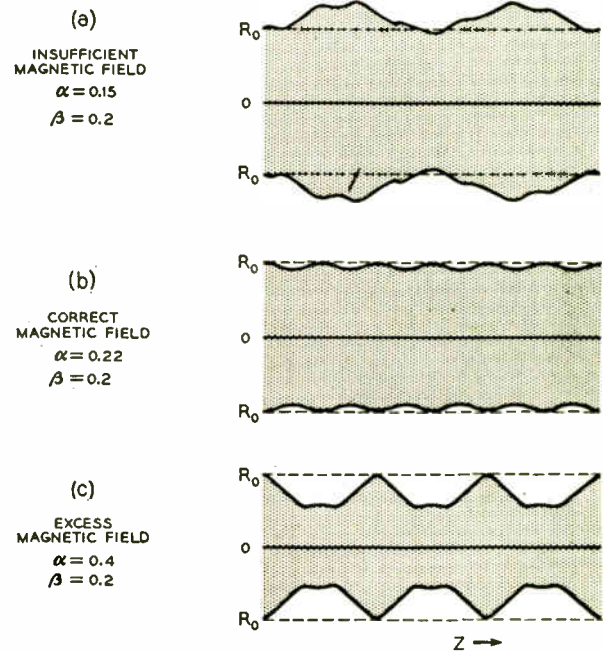 (a)
INSUFFICIENT
MAGNETIC FIELD
α = 0.15
β = 0.2
R₀
0
R₀
(b)
CORRECT
MAGNETIC FIELD
α = 0.22
β = 0.2
R₀
0
R₀
(c)
EXCESS
MAGNETIC FIELD
α = 0.4
β = 0.2
R₀
0
R₀
Z →